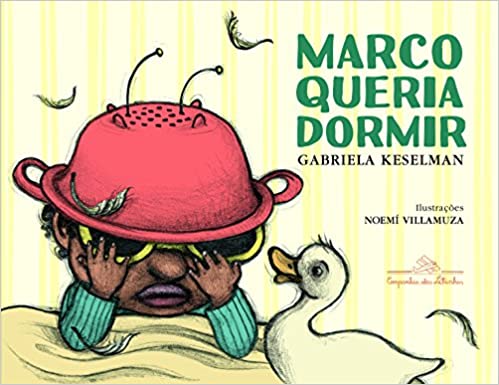 MARCO
QUERIA
DORMIR
GABRIELA KESELMAN
Ilustrações
NOEMÍ VILLAMUZA
Companhia das Letrinhas